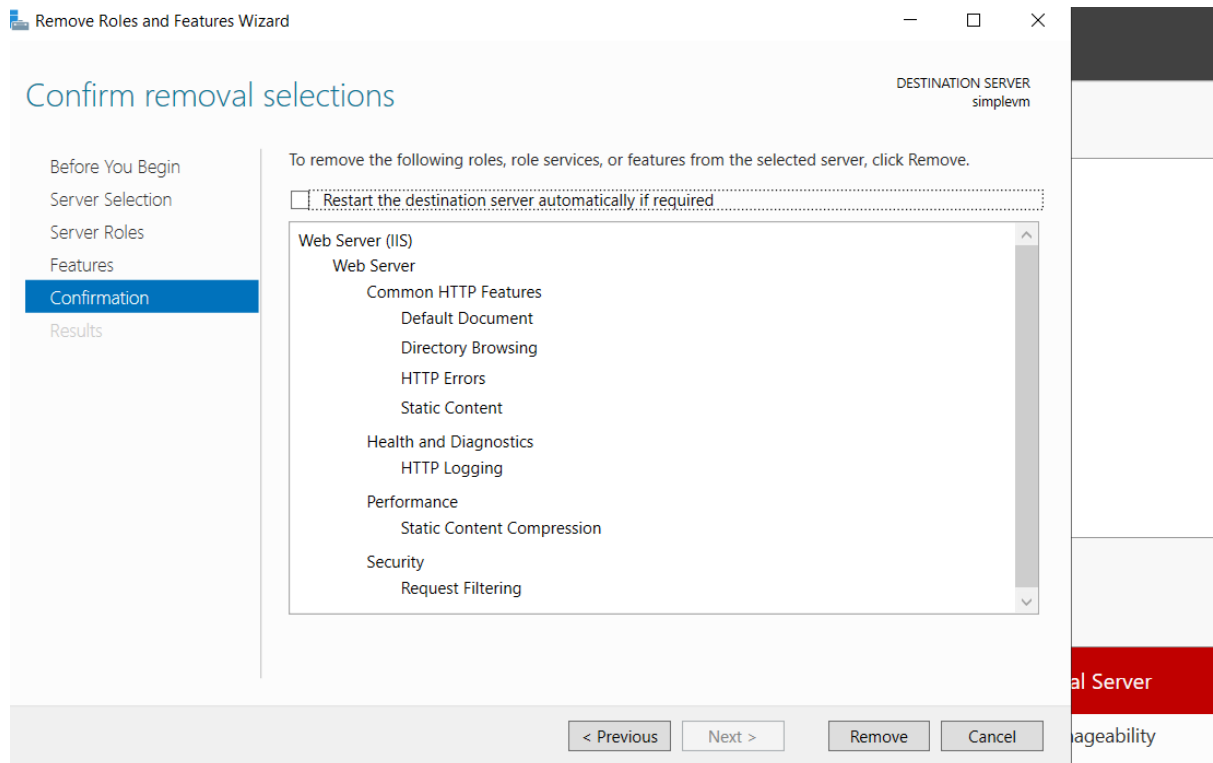 Remove Roles and Features Wizard
Confirm removal selections
DESTINATION SERVER
simplevm
Before You Begin
Server Selection
Server Roles
Features
Confirmation
Results
To remove the following roles, role services, or features from the selected server, click Remove.
Restart the destination server automatically if required
Web Server (IIS)
Web Server
Common HTTP Features
Default Document
Directory Browsing
HTTP Errors
Static Content
Health and Diagnostics
HTTP Logging
Performance
Static Content Compression
Security
Request Filtering
< Previous
Next >
Remove
Cancel
al Server
nageability